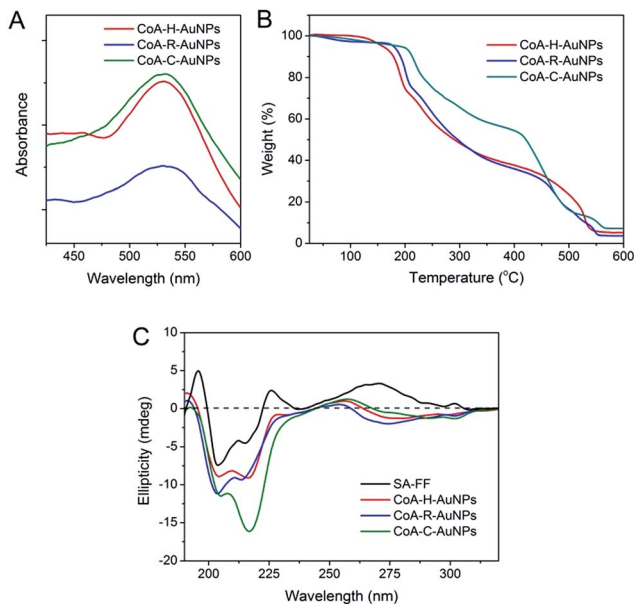 A
CoA-H-AuNPs
CoA-R-AuNPs
CoA-C-AuNPs
Absorbance
450 500 550 600
Wavelength (nm)
B
CoA-H-AuNPs
CoA-R-AuNPs
CoA-C-AuNPs
Weight (%)
100
80
60
40
20
0
100 200 300 400 500 600
Temperature (°C)
C
Ellipticity (mdeg)
10
5
0
-5
-10
-15
-20
SA-FF
CoA-H-AuNPs
CoA-R-AuNPs
CoA-C-AuNPs
200 225 250 275 300
Wavelength (nm)